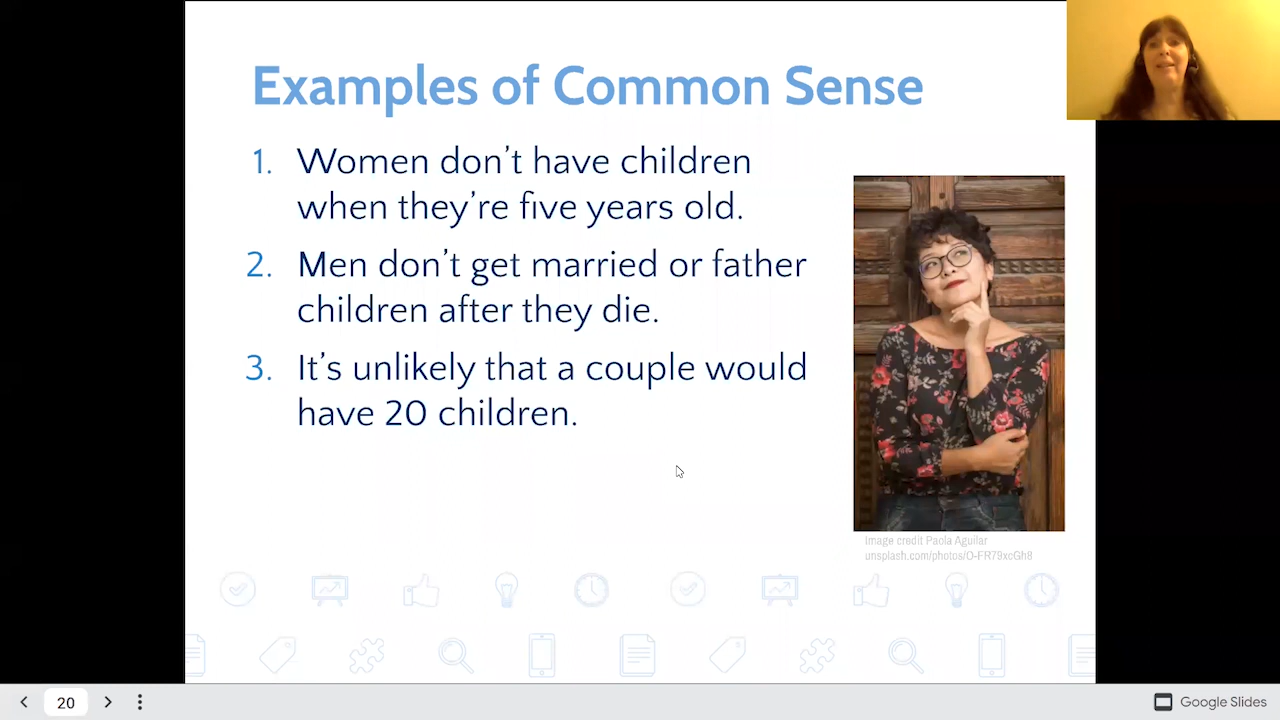 Examples of Common Sense
1. Women don't have children
when they're five years old.
2. Men don't get married or father
children after they die.
3. It's unlikely that a couple would
have 20 children.
Image credit Paola Aguilar
unsplash.com/photos/O-FR79xcGh8
20
Google Slides